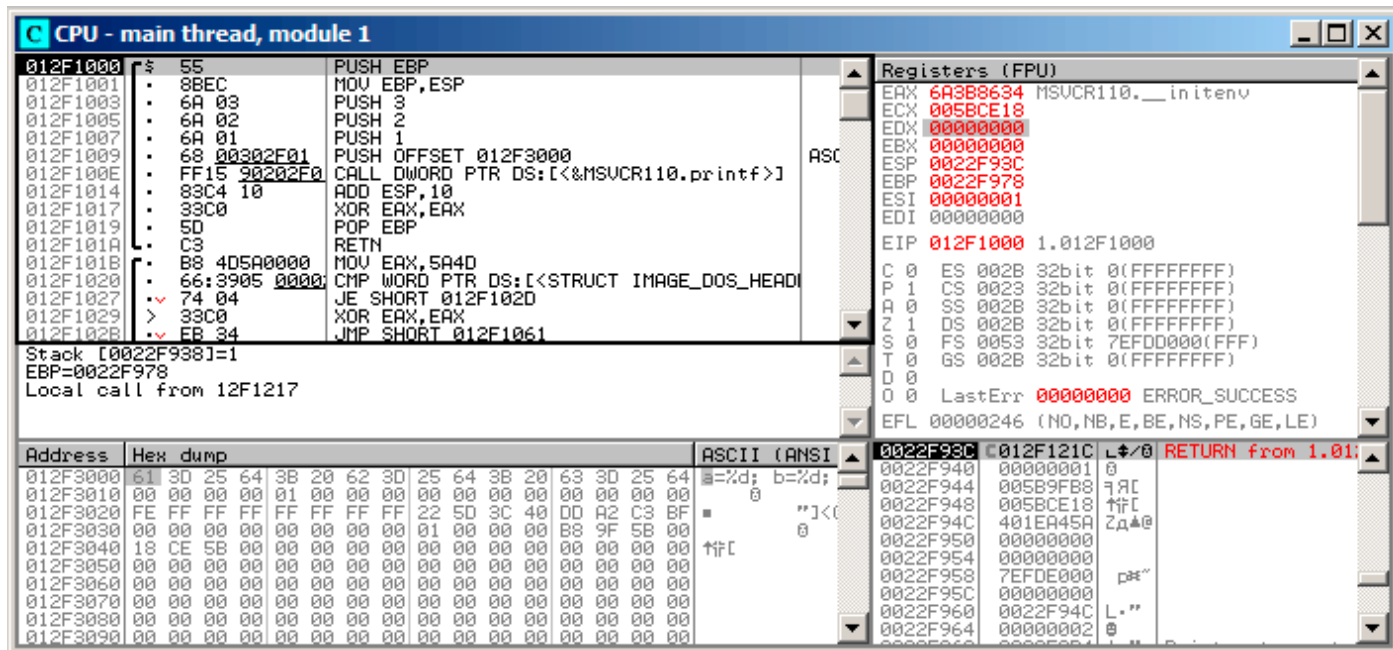 C CPU - main thread, module 1
012F1000 $ 55 PUSH EBP
012F1001 . 8BEC MOV EBP,ESP
012F1003 . 6A 03 PUSH 3
012F1005 . 6A 02 PUSH 2
012F1007 . 6A 01 PUSH 1
012F1009 . 68 00302F01 PUSH OFFSET 012F3000 ASC
012F100E . FF15 90202F0 CALL DWORD PTR DS:[<&MSVCR110.printf>]
012F1014 . 83C4 10 ADD ESP,10
012F1017 . 33C0 XOR EAX,EAX
012F1019 . 5D POP EBP
012F101A . C3 RETN
012F101B . B8 4D5A0000 MOV EAX,5A4D
012F1020 . 66:3905 0000 CMP WORD PTR DS:[<STRUCT IMAGE_DOS_HEAD
012F1027 . 74 04 JE SHORT 012F102D
012F1029 > 33C0 XOR EAX,EAX
012F102B . EB 34 JMP SHORT 012F1061
Stack [0022F938]=1
EBP=0022F978
Local call from 12F1217
Registers (FPU)
EAX 6A3B8634 MSVCR110.__initenv
ECX 005BCE18
EDX 00000000
EBX 00000000
ESP 0022F93C
EBP 0022F978
ESI 00000001
EDI 00000000
EIP 012F1000 1.012F1000
C 0 ES 002B 32bit 0(FFFFFFFF)
P 1 CS 0023 32bit 0(FFFFFFFF)
A 0 SS 002B 32bit 0(FFFFFFFF)
Z 1 DS 002B 32bit 0(FFFFFFFF)
S 0 FS 0053 32bit 7EFDD000(FFF)
T 0 GS 002B 32bit 0(FFFFFFFF)
D 0
O 0 LastErr 00000000 ERROR_SUCCESS
EFL 00000246 (NO,NB,E,BE,NS,PE,GE,LE)
Address Hex dump ASCII (ANSI
012F3000 61 3D 25 64 3B 20 62 3D 25 64 3B 20 63 3D 25 64 a=%d; b=%d;
012F3010 00 00 00 00 01 00 00 00 00 00 00 00 00 00 00 00
012F3020 FE FF FF FF FF FF FF FF 22 5D 3C 40 DD A2 C3 BF "]<
012F3030 00 00 00 00 00 00 00 00 01 00 00 00 B8 9F 5B 00
012F3040 18 CE 5B 00 00 00 00 00 00 00 00 00 00 00 00 00
012F3050 00 00 00 00 00 00 00 00 00 00 00 00 00 00 00 00
012F3060 00 00 00 00 00 00 00 00 00 00 00 00 00 00 00 00
012F3070 00 00 00 00 00 00 00 00 00 00 00 00 00 00 00 00
012F3080 00 00 00 00 00 00 00 00 00 00 00 00 00 00 00 00
012F3090 00 00 00 00 00 00 00 00 00 00 00 00 00 00 00 00
0022F93C 012F121C RETURN from 1.01
0022F940 00000001
0022F944 005B9FB8 ╕Я[
0022F948 005BCE18
0022F94C 401EA45A Zд▲@
0022F950 00000000
0022F954 00000000
0022F958 7EFDE000
0022F95C 00000000
0022F960 0022F94C
0022F964 00000002